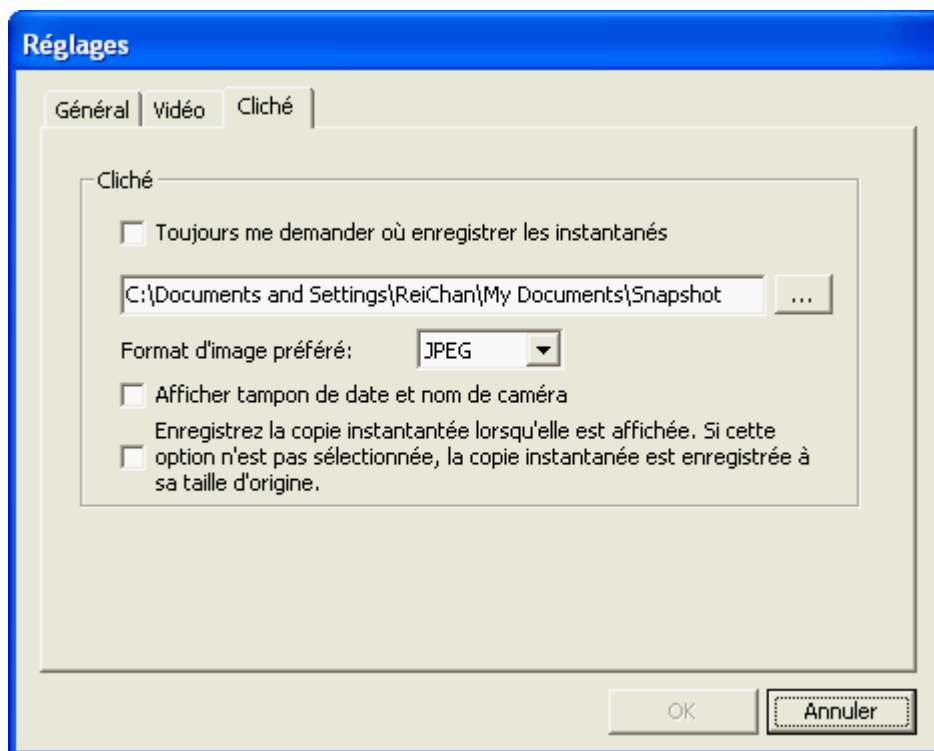 Réglages
Général
Vidéo
Cliché
Cliché
Toujours me demander où enregistrer les instantanés
C:\Documents and Settings\ReiChan\My Documents\Snapshot
...
Format d'image préféré:
JPEG
Afficher tampon de date et nom de caméra
Enregistrez la copie instantantée lorsqu'elle est affichée. Si cette
option n'est pas sélectionnée, la copie instantanée est enregistrée à
sa taille d'origine.
OK
Annuler